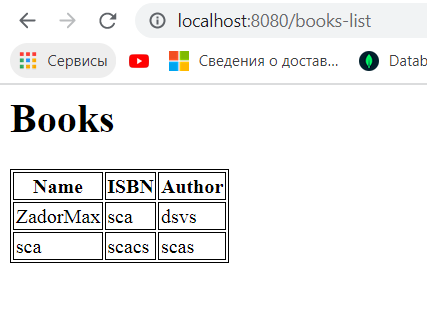 localhost:8080/books-list
Сервисы Сведения о достав... Datab
Books
Name ISBN Author
ZadorMax sca dsvs
sca scacs scas